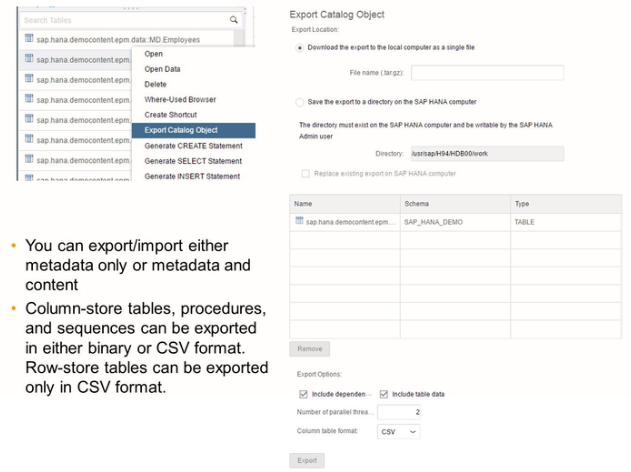 Search Tables
sap.hana.democontent.epm.data::MD.Employees
sap.hana.democontent.epm.
sap.hana.democontent.epm.
sap.hana.democontent.epm.
sap.hana.democontent.epm.
sap.hana.democontent.epm.
sap.hana.democontent.epm.
sap.hana.democontent.epm.
Open
Open Data
Delete
Where-Used Browser
Create Shortcut
Export Catalog Object
Generate CREATE Statement
Generate SELECT Statement
Generate INSERT Statement
• You can export/import either
metadata only or metadata and
content
• Column-store tables, procedures,
and sequences can be exported
in either binary or CSV format.
Row-store tables can be exported
only in CSV format.
Export Catalog Object
Export Location:
Download the export to the local computer as a single file
File name (.tar.gz):
Save the export to a directory on the SAP HANA computer
The directory must exist on the SAP HANA computer and be writable by the SAP HANA
Admin user
Directory: /usr/sap/H94/HDB00/work
Replace existing export on SAP HANA computer
Name Schema Type
sap.hana.democontent.epm.... SAP_HANA_DEMO TABLE
Remove
Export Options:
Include dependen... Include table data
Number of parallel threa... 2
Column table format: CSV
Export